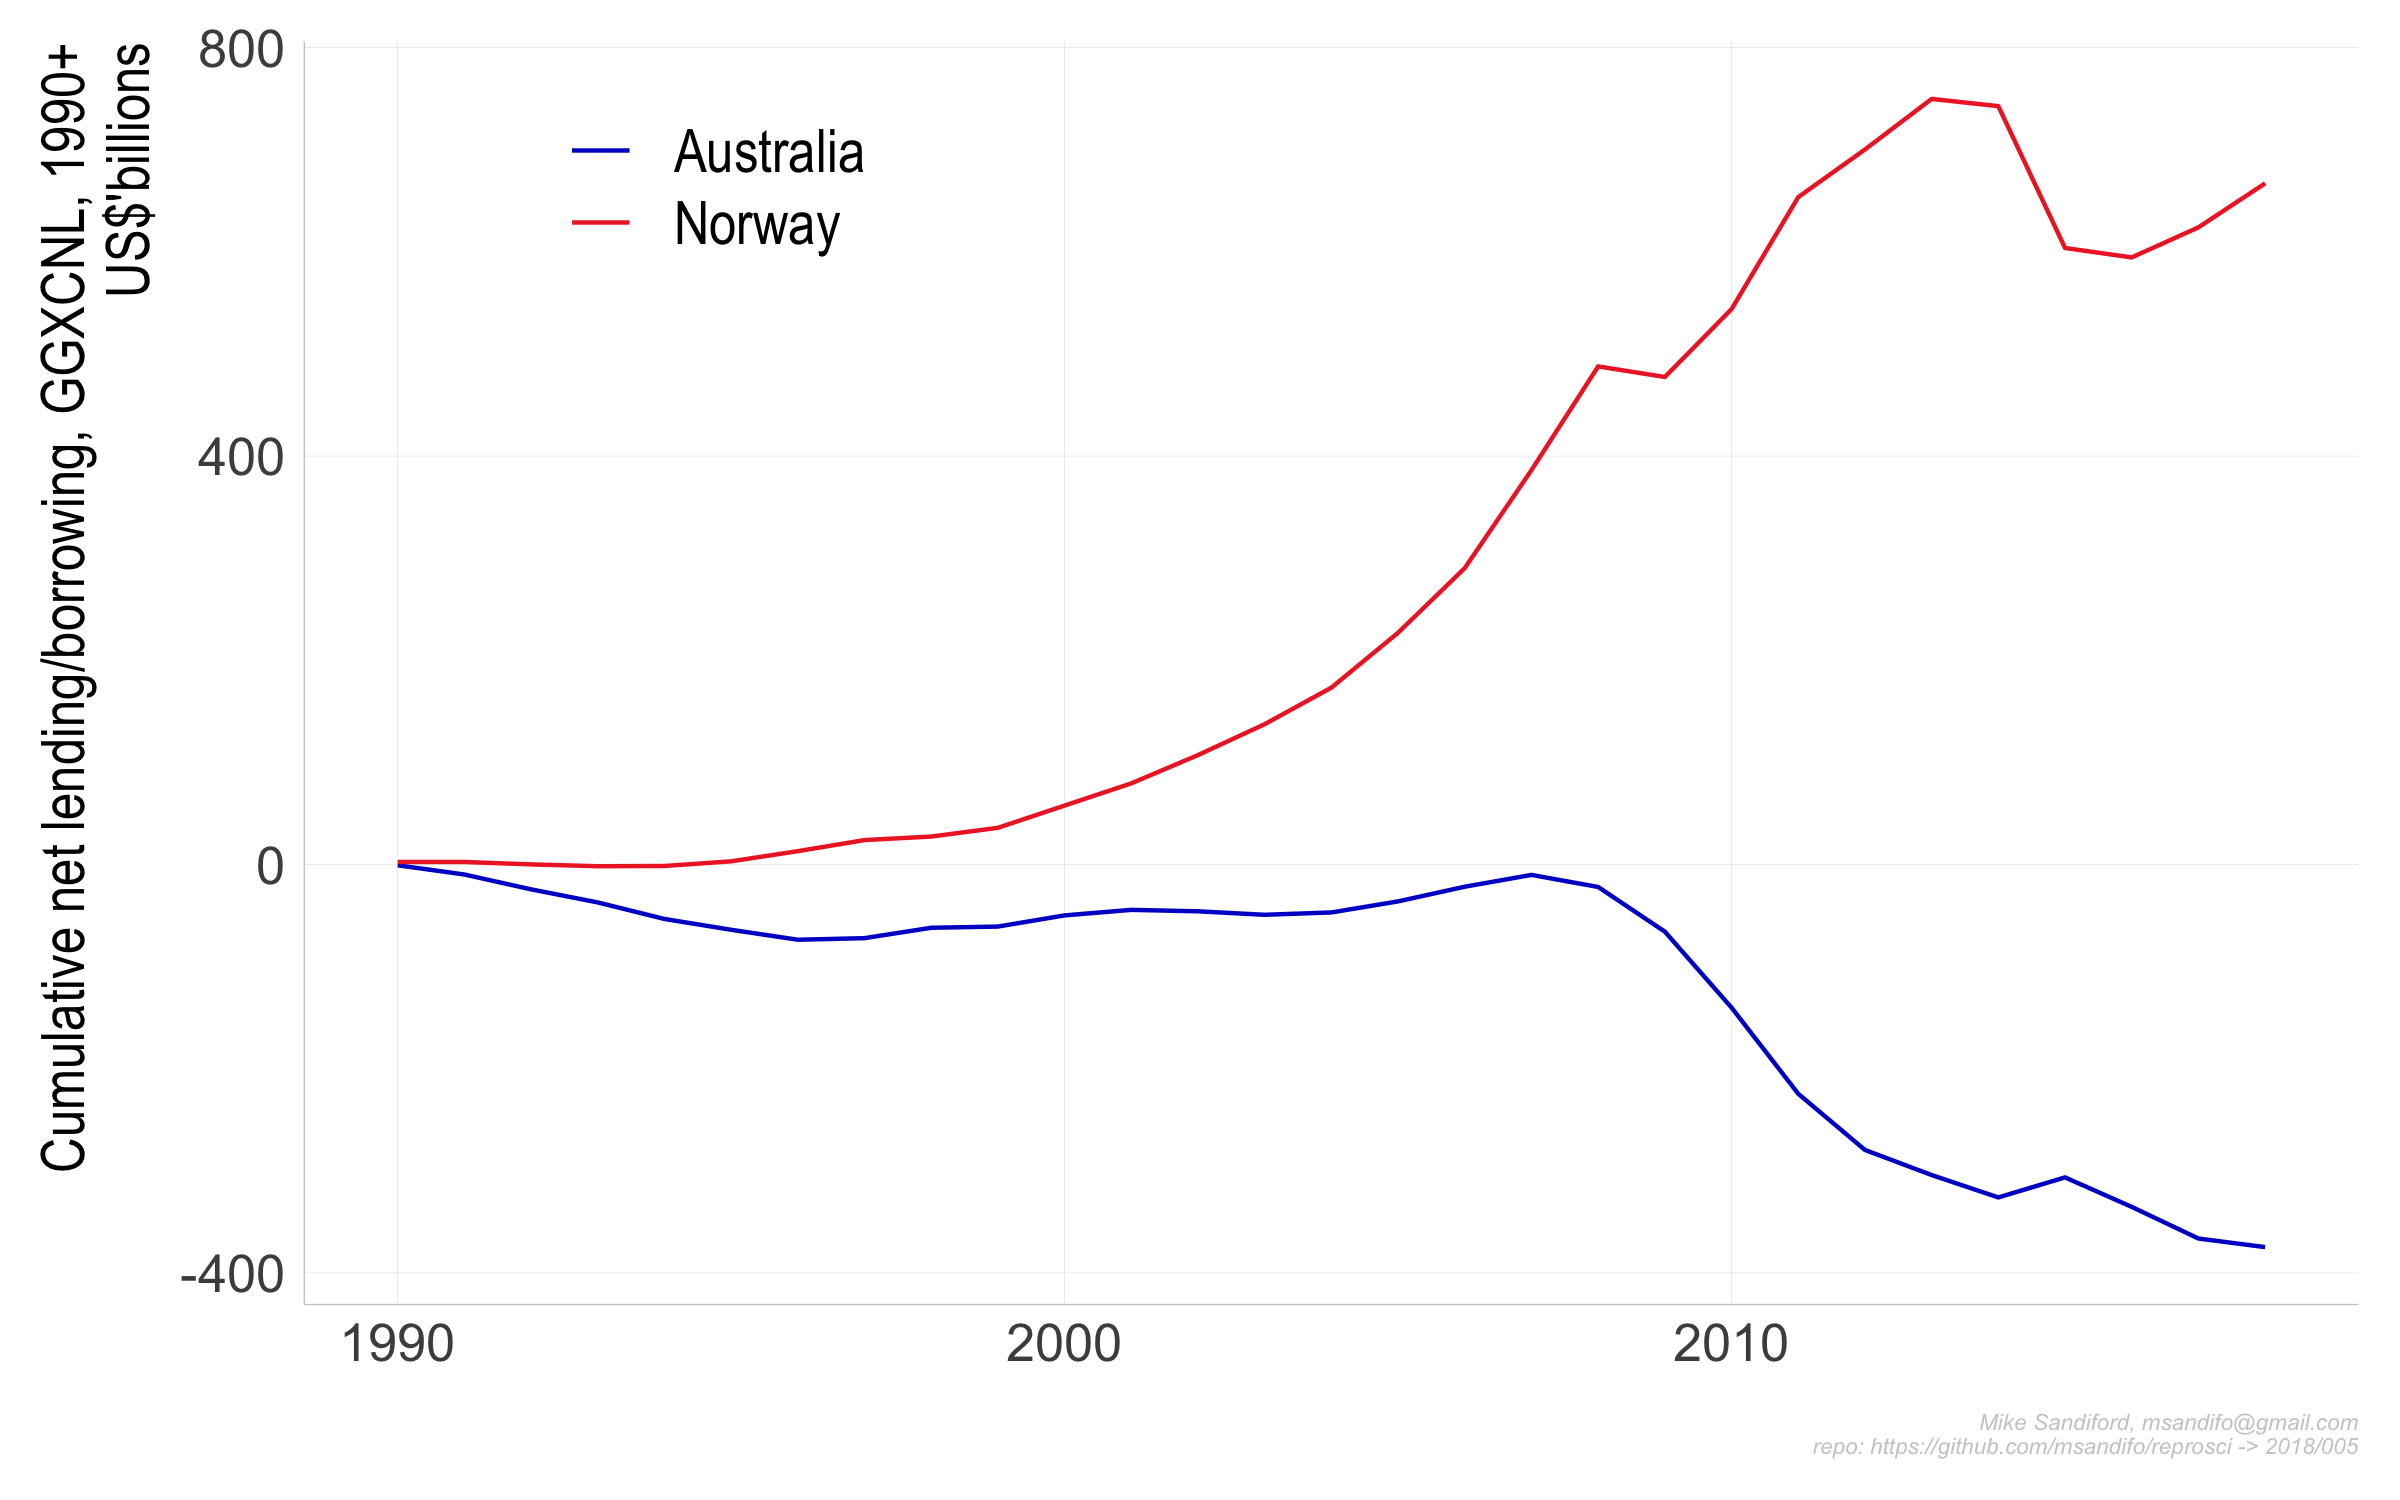 Cumulative net lending/borrowing, GGXCNL, 1990+
US$'billions
800
400
0
-400
Australia
Norway
1990
2000
2010
Mike Sandiford, msandifo@gmail.com
repo: https://github.com/msandifo/reprosci -> 2018/005